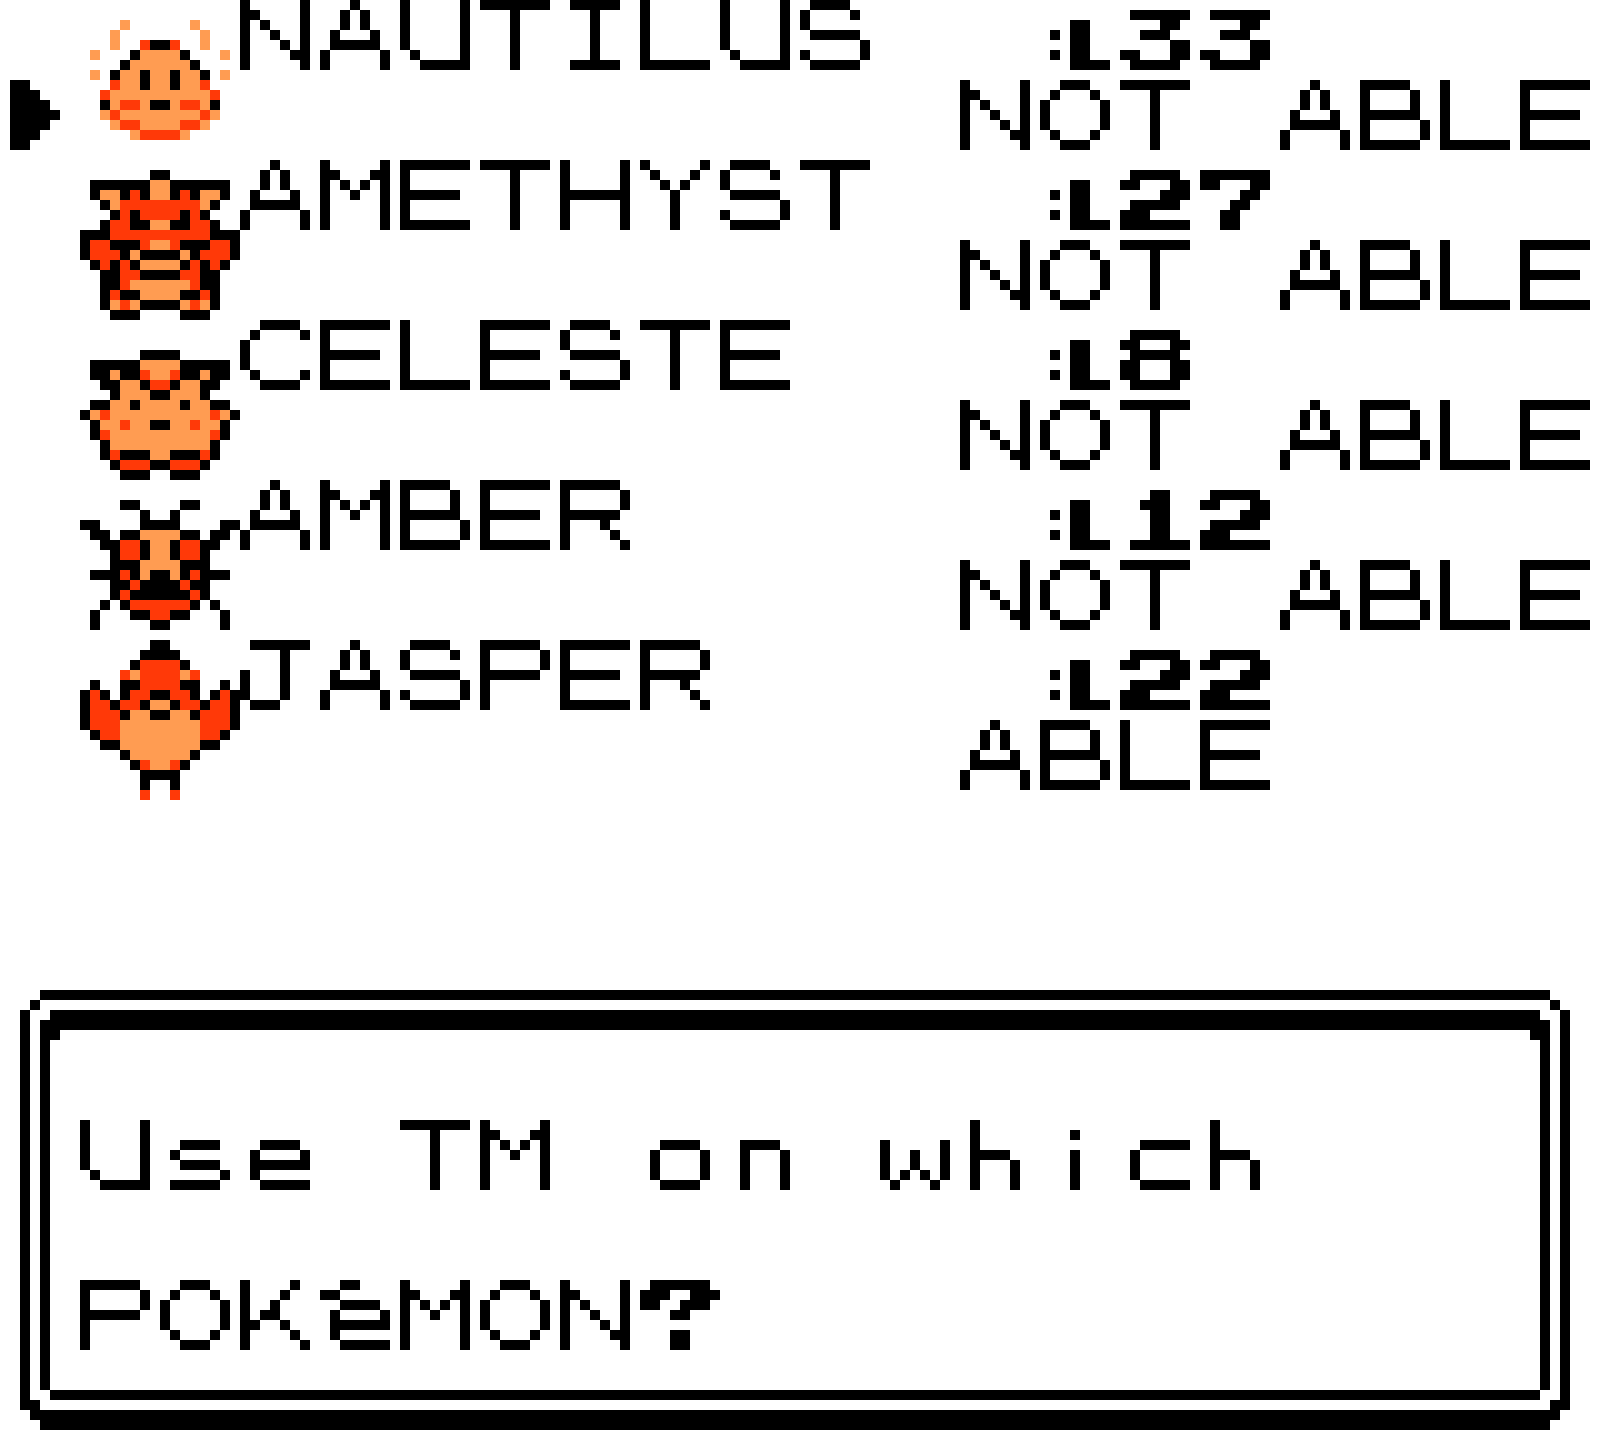 NAUTILUS :L33
NOT ABLE
AMETHYST :L27
NOT ABLE
CELESTE :L8
NOT ABLE
AMBER :L12
NOT ABLE
JASPER :L22
ABLE
Use TM on which
POKéMON?